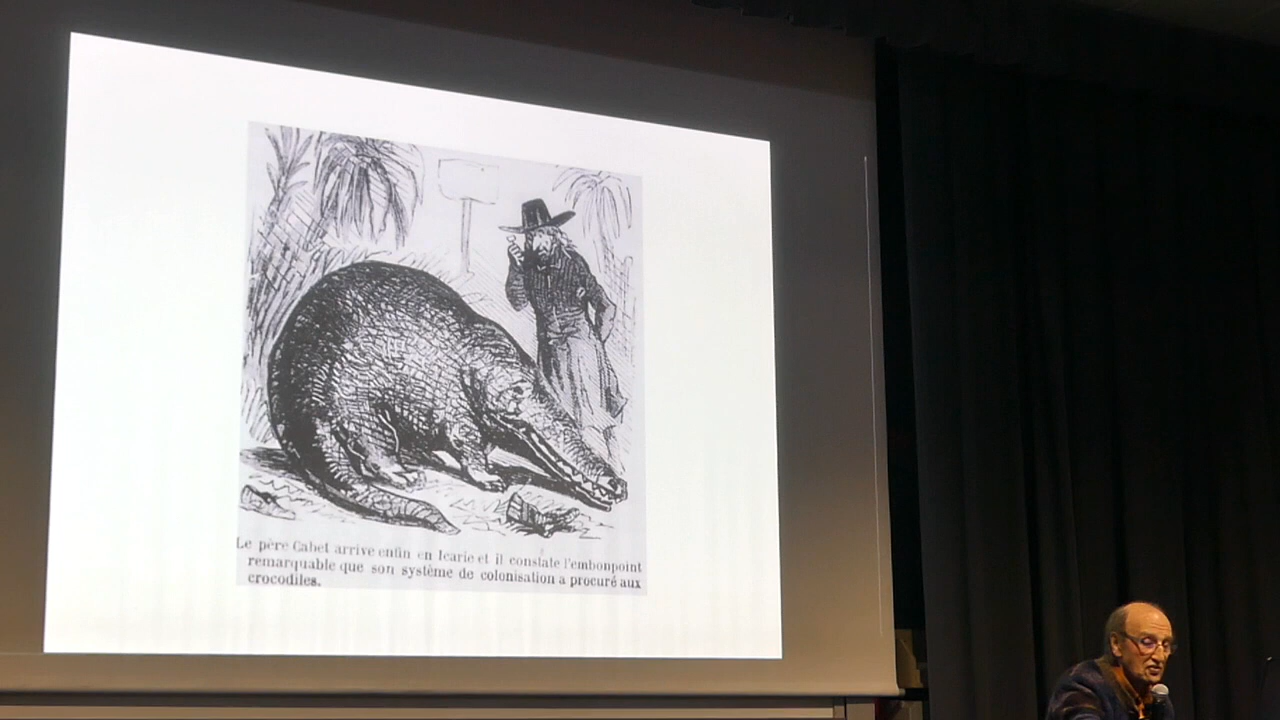 Le père Cabet arrive enfin en Icarie et il constate l'embonpoint
remarquable que son système de colonisation a procuré aux
crocodiles.